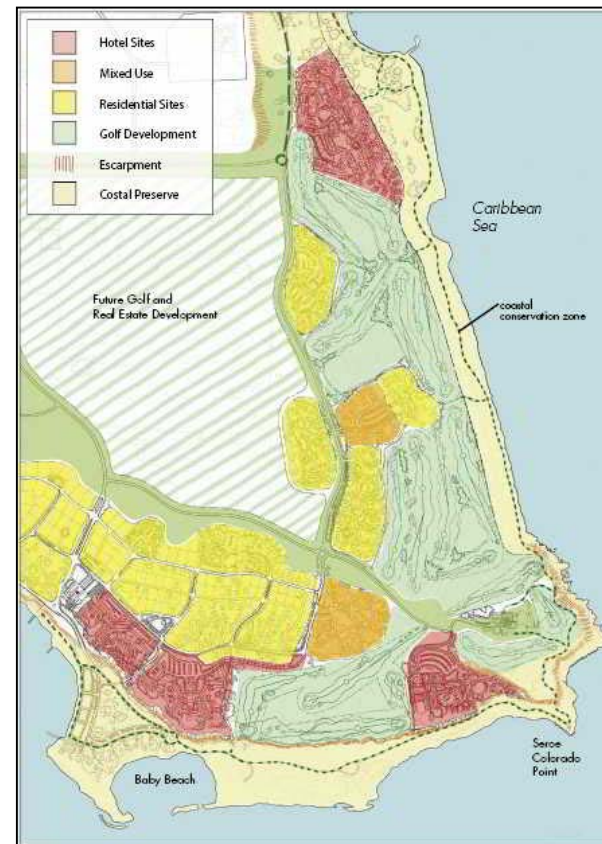 Hotel Sites
Mixed Use
Residential Sites
Golf Development
Escarpment
Costal Preserve
Caribbean
Sea
coastal
conservation zone
Future Golf and
Real Estate Development
Baby Beach
Seroe
Colorado
Point